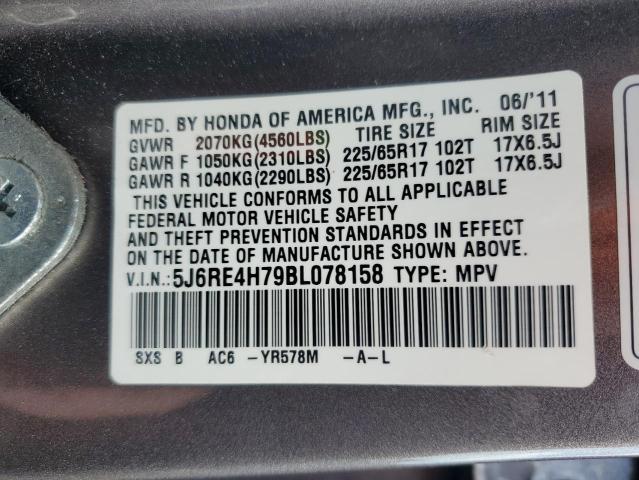 MFD. BY HONDA OF AMERICA MFG., INC. 06/'11
GVWR 2070KG(4560LBS) TIRE SIZE RIM SIZE
GAWR F 1050KG(2310LBS) 225/65R17 102T 17X6.5J
GAWR R 1040KG(2290LBS) 225/65R17 102T 17X6.5J
THIS VEHICLE CONFORMS TO ALL APPLICABLE
FEDERAL MOTOR VEHICLE SAFETY
AND THEFT PREVENTION STANDARDS IN EFFECT
ON THE DATE OF MANUFACTURE SHOWN ABOVE.
V.I.N.:5J6RE4H79BL078158 TYPE: MPV
SXS B AC6 -YR578M -A-L